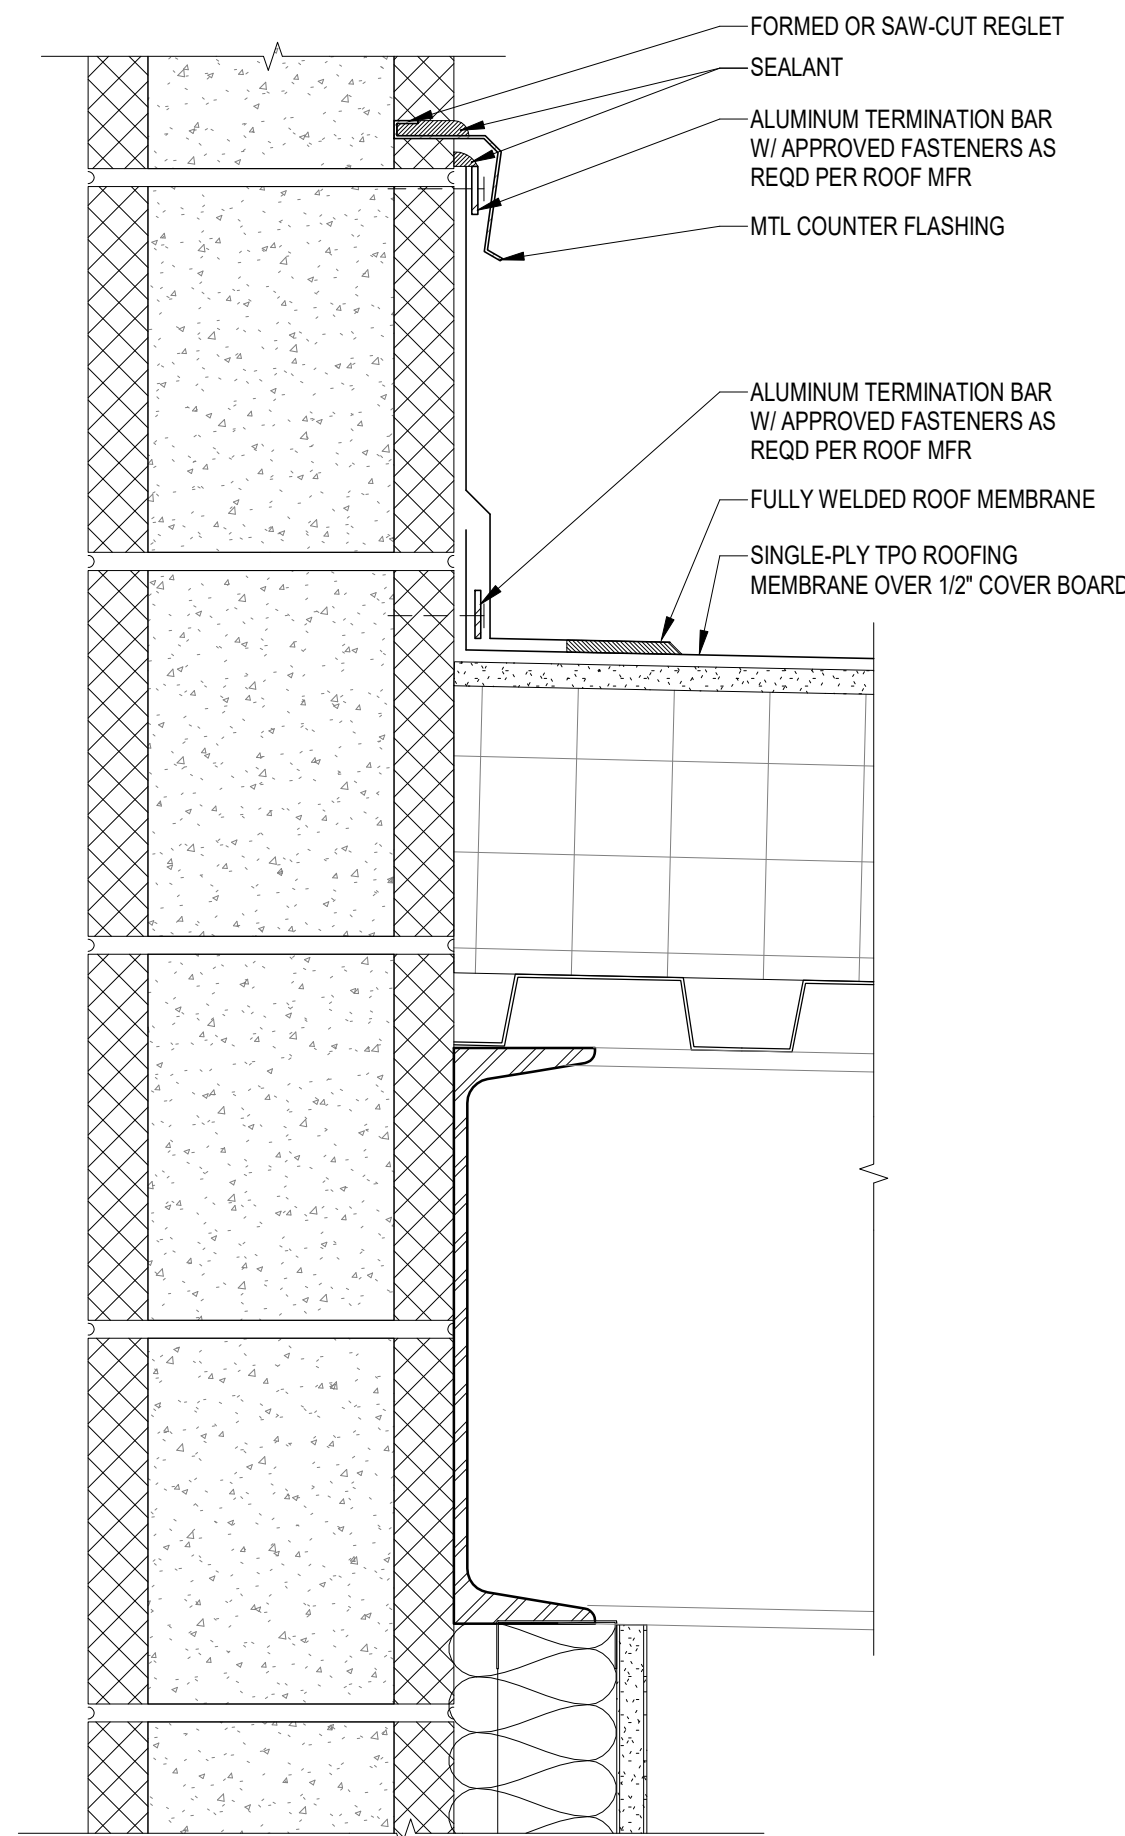 FORMED OR SAW-CUT REGLET
SEALANT
ALUMINUM TERMINATION BAR
W/ APPROVED FASTENERS AS
REQD PER ROOF MFR
MTL COUNTER FLASHING
ALUMINUM TERMINATION BAR
W/ APPROVED FASTENERS AS
REQD PER ROOF MFR
FULLY WELDED ROOF MEMBRANE
SINGLE-PLY TPO ROOFING
MEMBRANE OVER 1/2" COVER BOARD